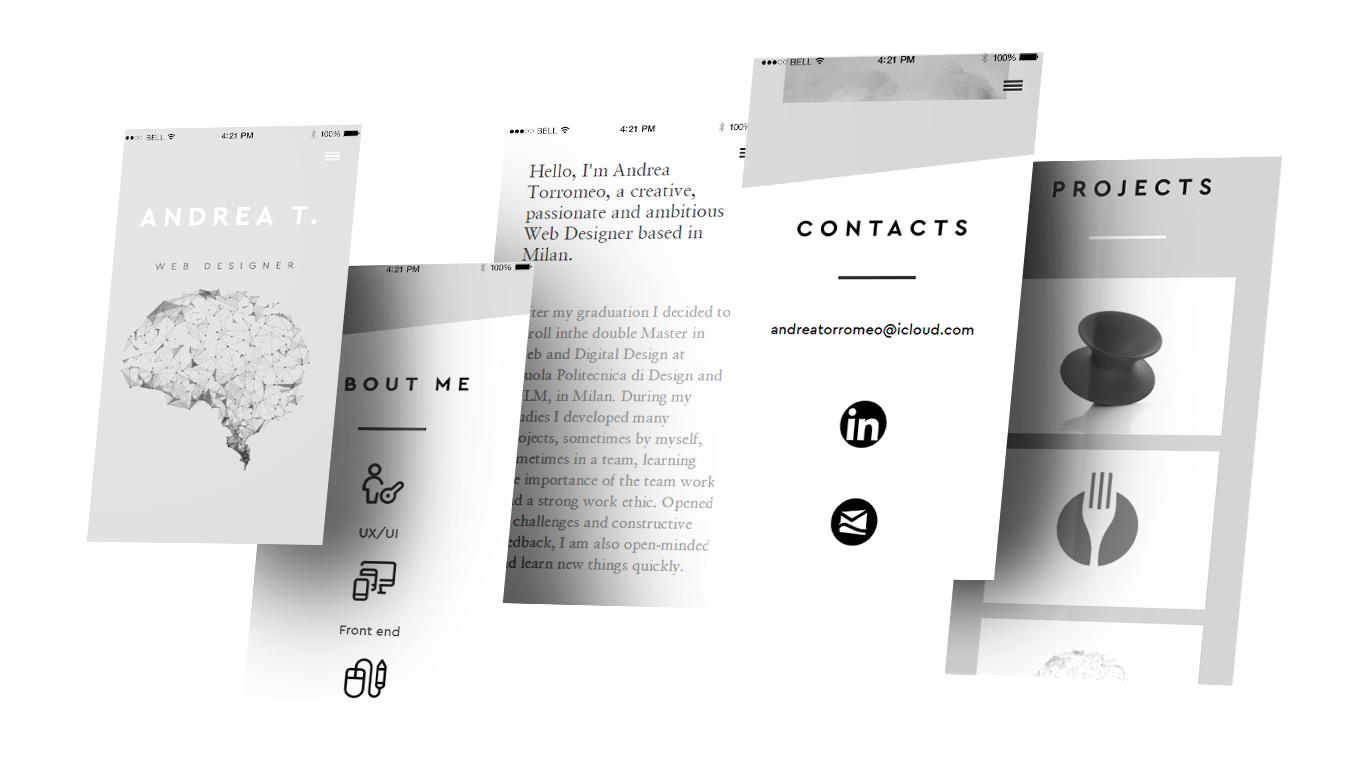 BELL 4:21 PM 100%
ANDREA T.
WEB DESIGNER
4:21 PM 100%
BOUT ME
UX/UI
Front end
BELL 4:21 PM 100%
Hello, I'm Andrea
Torromeo, a creative,
passionate and ambitious
Web Designer based in
Milan.
ter my graduation I decided to
roll inthe double Master in
eb and Digital Design at
uola Politecnica di Design and
LM, in Milan. During my
udies I developed many
ojects, sometimes by myself,
metimes in a team, learning
e importance of the team work
d a strong work ethic. Opened
challenges and constructive
edback, I am also open-minded
d learn new things quickly.
BELL 4:21 PM 100%
CONTACTS
andreatorromeo@icloud.com
in
PROJECTS